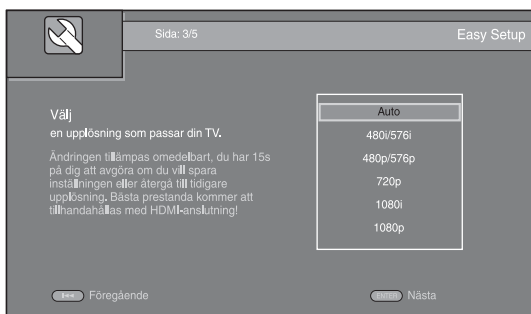 Sida: 3/5
Easy Setup
Välj
en upplösning som passar din TV.
Ändringen tillämpas omedelbart, du har 15s
på dig att avgöra om du vill spara
inställningen eller återgå till tidigare
upplösning. Bästa prestanda kommer att
tillhandahållas med HDMI-anslutning!
Auto
480i/576i
480p/576p
720p
1080i
1080p
Föregående
ENTER Nästa